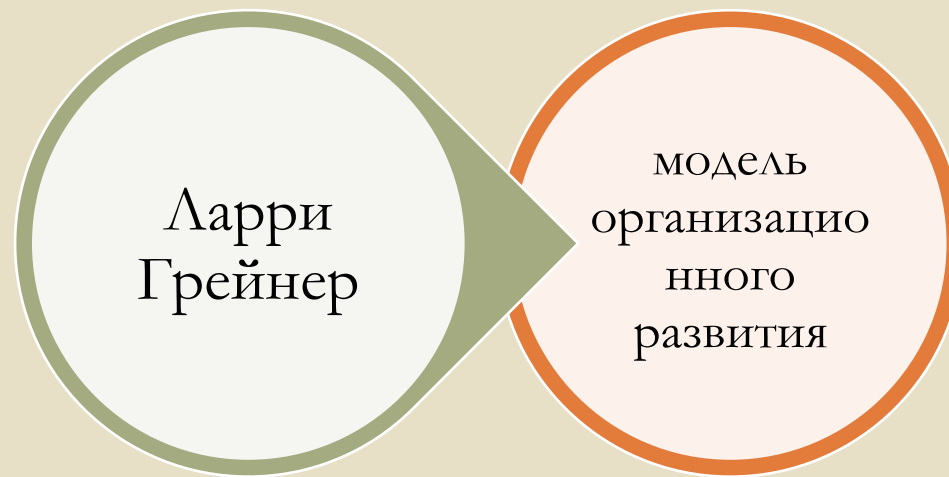 Ларри
Грейнер
модель
организацио
нного
развития